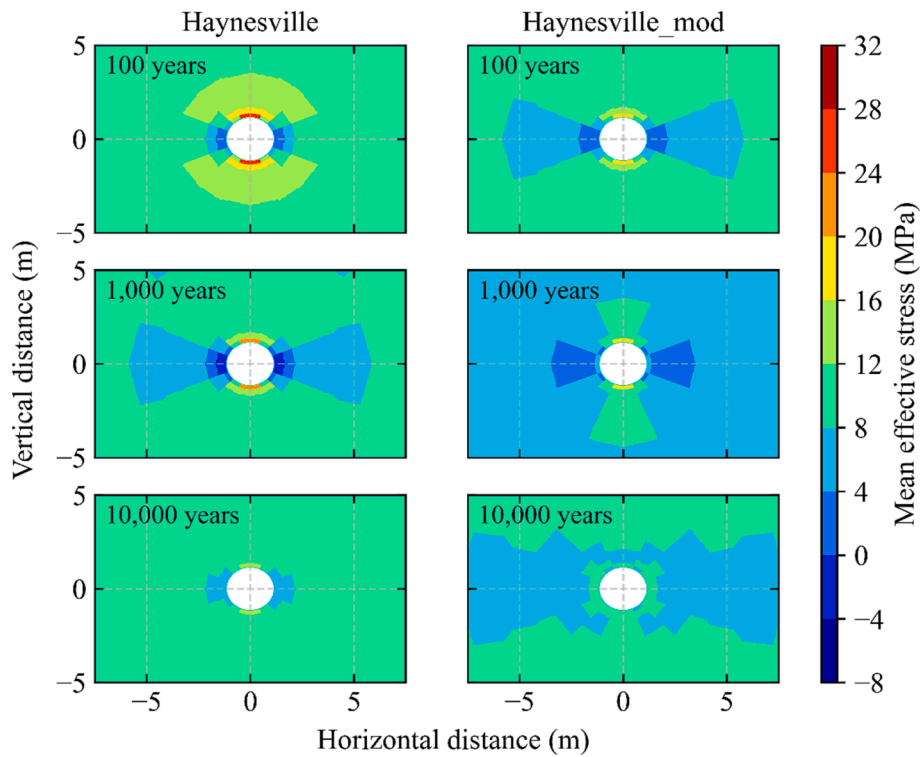 Haynesville
Haynesville_mod
5
0
−5
100 years
100 years
5
0
−5
1,000 years
1,000 years
5
0
−5
10,000 years
10,000 years
−5
0
5
−5
0
5
Vertical distance (m)
Horizontal distance (m)
32
28
24
20
16
12
8
4
0
−4
−8
Mean effective stress (MPa)